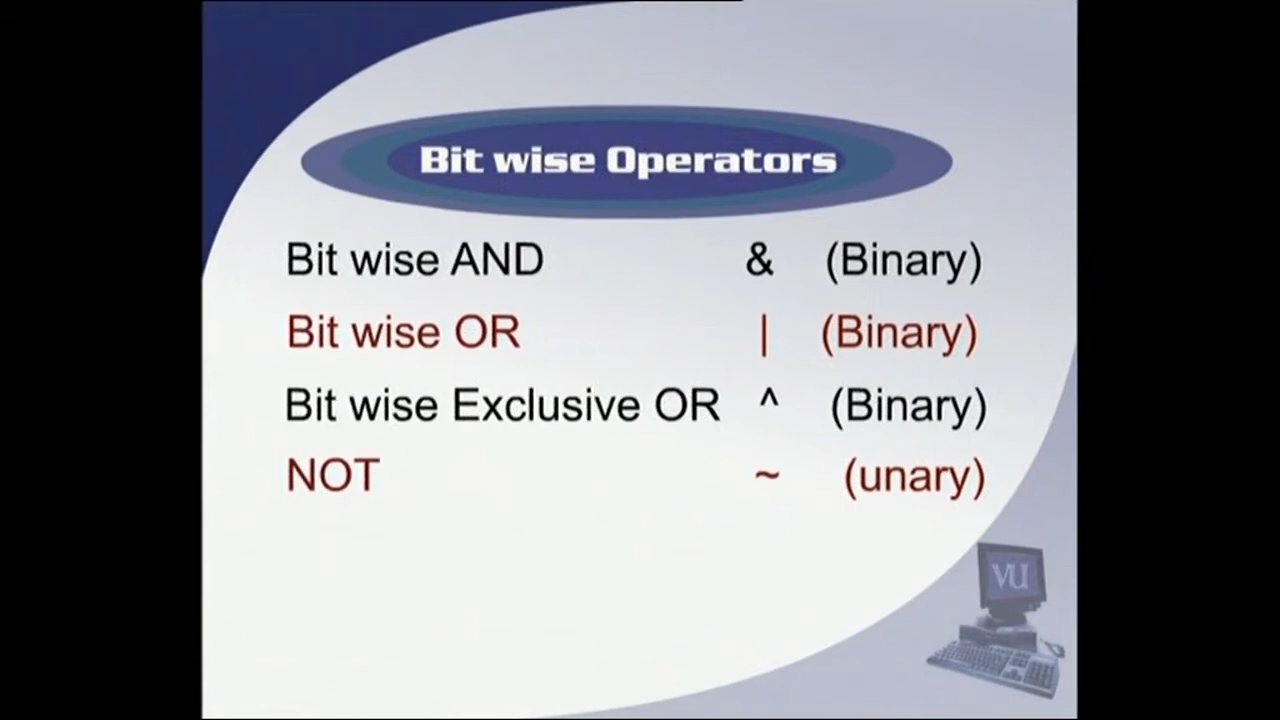 Bit wise Operators
Bit wise AND & (Binary)
Bit wise OR | (Binary)
Bit wise Exclusive OR ^ (Binary)
NOT ~ (unary)
VU